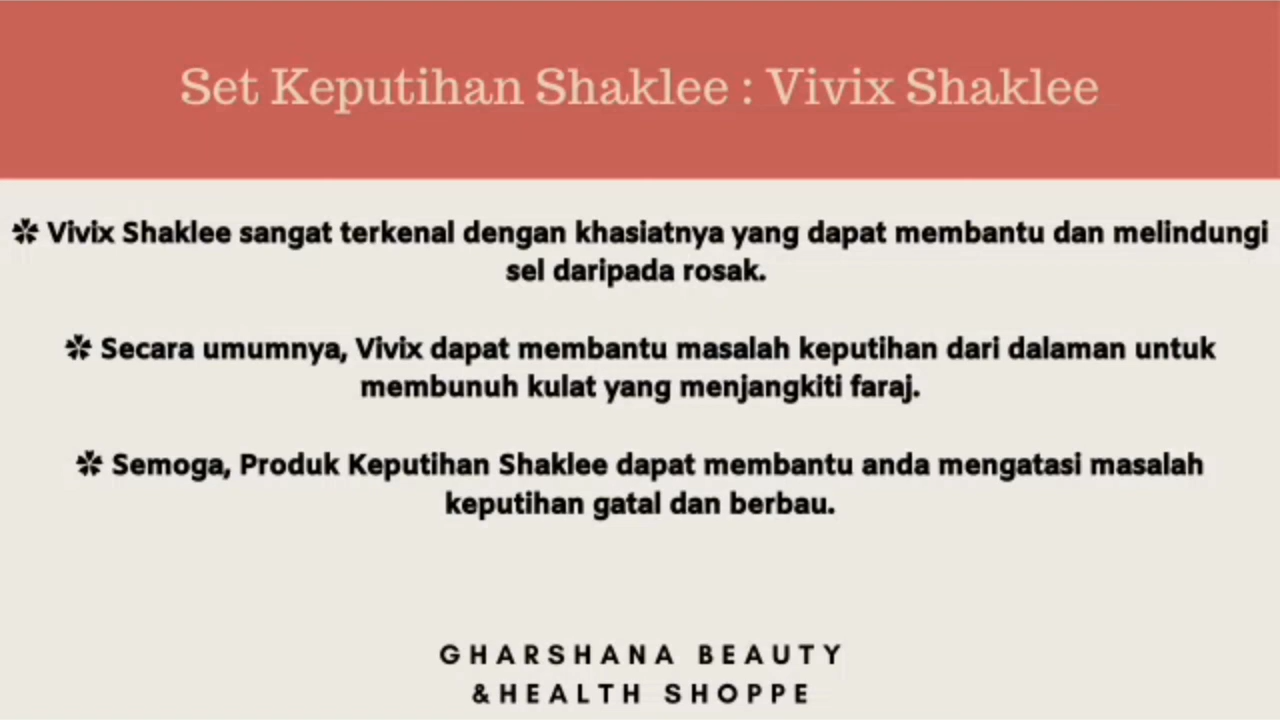 Set Keputihan Shaklee : Vivix Shaklee
✽ Vivix Shaklee sangat terkenal dengan khasiatnya yang dapat membantu dan melindungi
sel daripada rosak.
✽ Secara umumnya, Vivix dapat membantu masalah keputihan dari dalaman untuk
membunuh kulat yang menjangkiti faraj.
✽ Semoga, Produk Keputihan Shaklee dapat membantu anda mengatasi masalah
keputihan gatal dan berbau.
GHARSHANA BEAUTY
&HEALTH SHOPPE